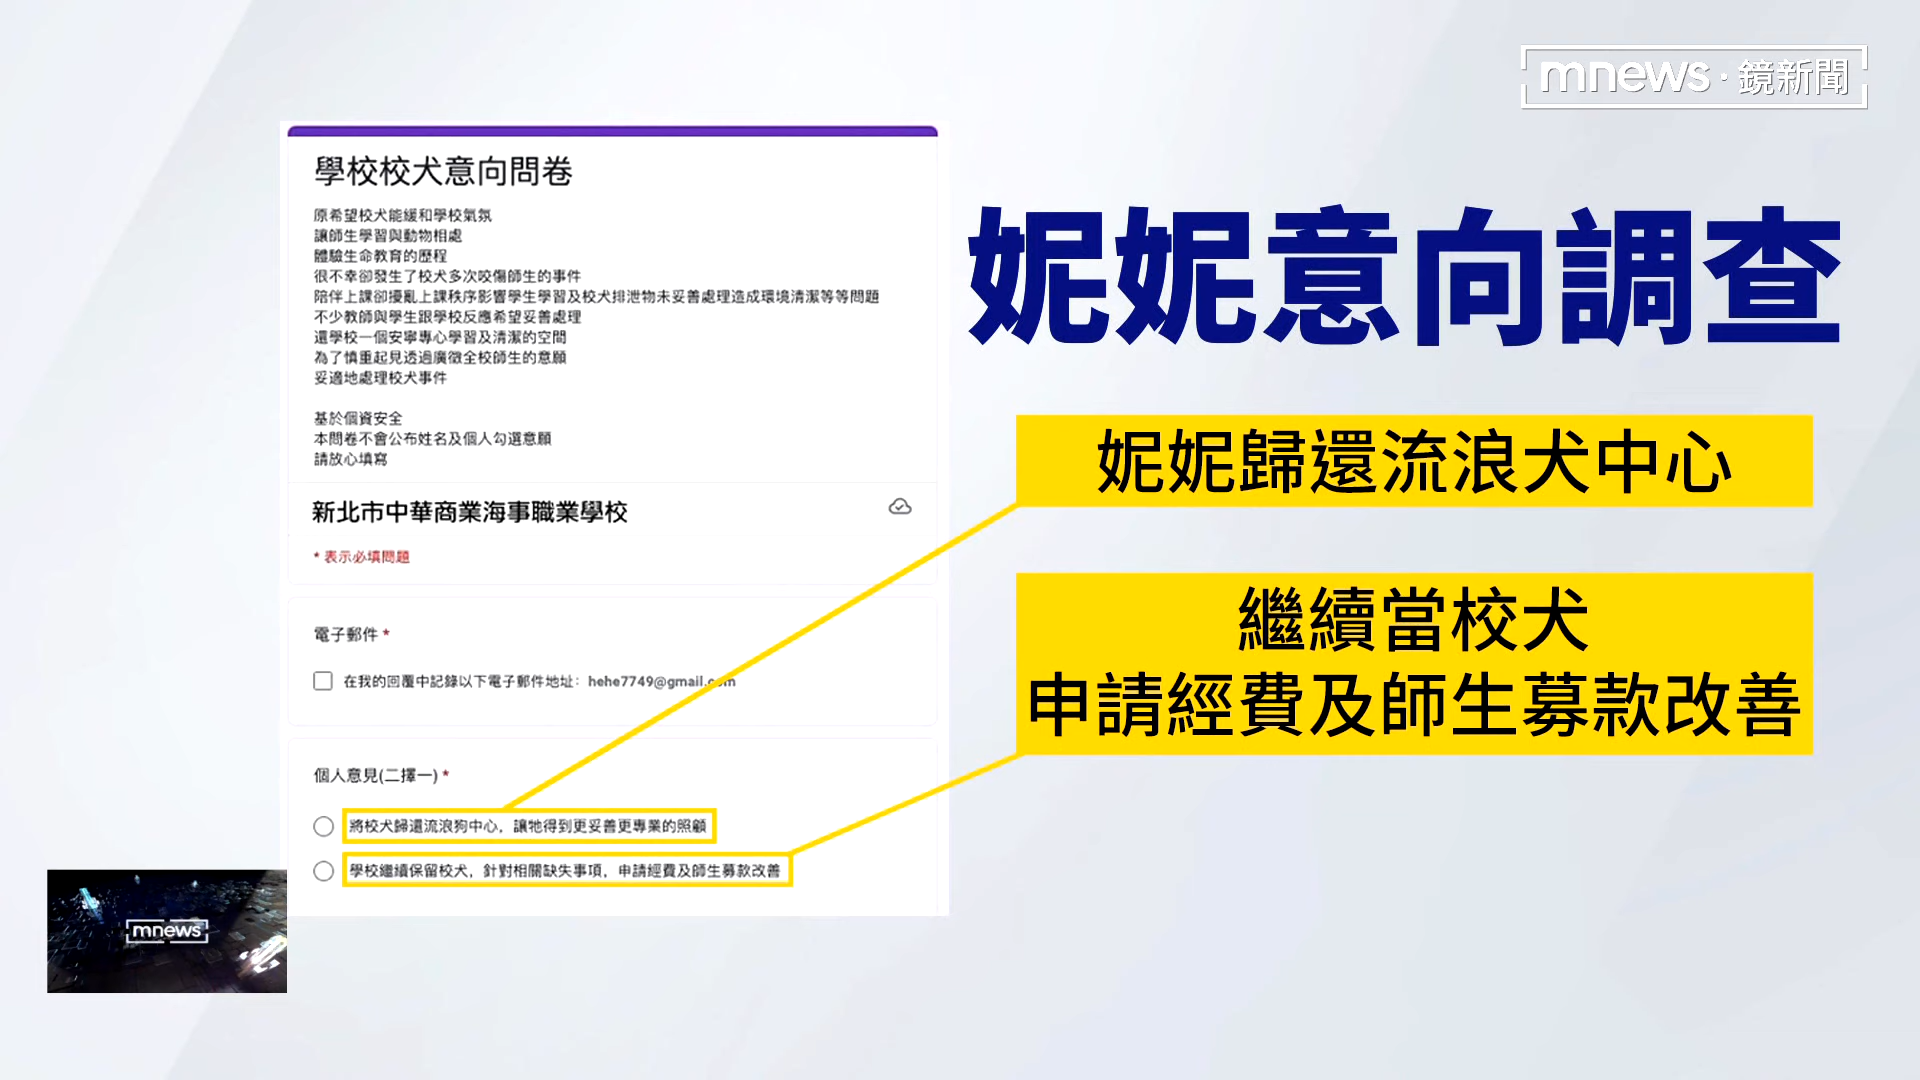 mnews·鏡新聞
學校校犬意向問卷
原希望校犬能緩和學校氣氛
讓師生學習與動物相處
體驗生命教育的歷程
很不幸卻發生了校犬多次咬傷師生的事件
陪伴上課卻擾亂上課秩序影響學生學習及校犬排泄物未妥善處理造成環境清潔等等問題
不少教師與學生跟學校反應希望妥善處理
還學校一個安寧專心學習及清潔的空間
為了慎重起見透過廣徵全校師生的意願
妥適地處理校犬事件
基於個資安全
本問卷不會公布姓名及個人勾選意願
請放心填寫
新北市中華商業海事職業學校
* 表示必填問題
電子郵件 *
在我的回覆中記錄以下電子郵件地址：hehe7749@gmail.com
個人意見(二擇一) *
將校犬歸還流浪狗中心，讓牠得到更妥善更專業的照顧
學校繼續保留校犬，針對相關缺失事項，申請經費及師生募款改善
妮妮意向調查
妮妮歸還流浪犬中心
繼續當校犬
申請經費及師生募款改善
mnews